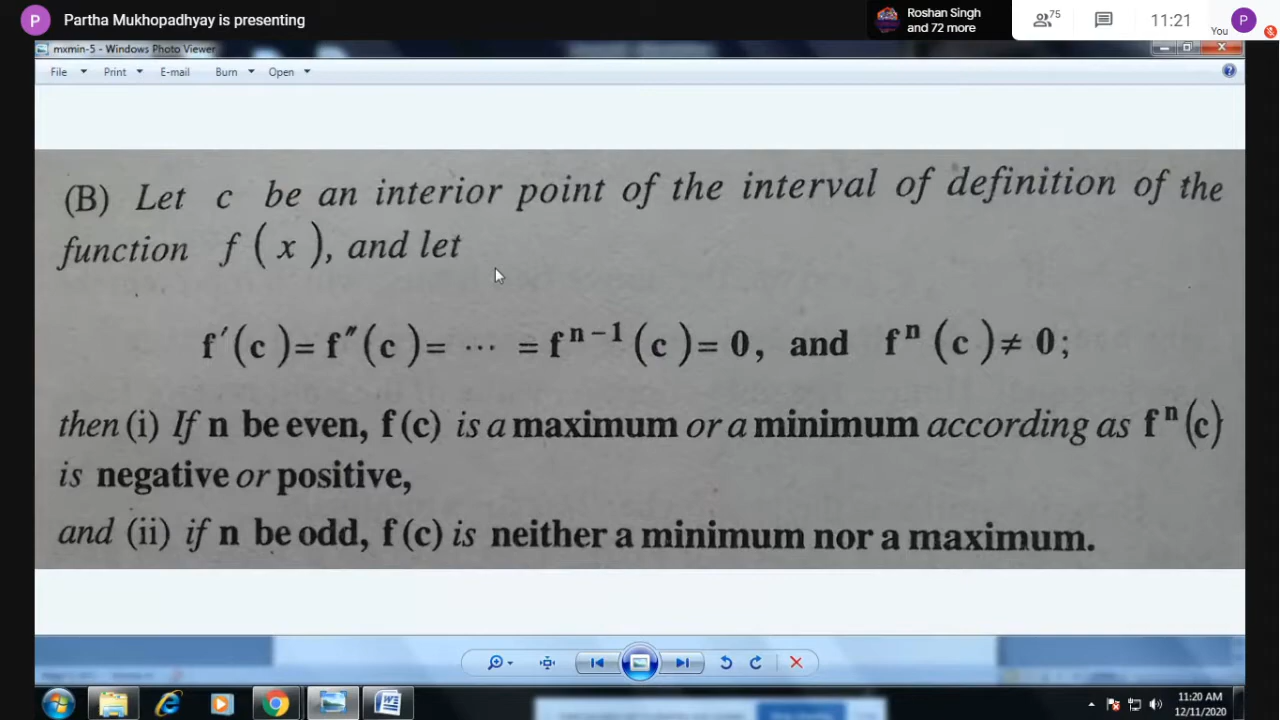 P Partha Mukhopadhyay is presenting
Roshan Singh
and 72 more
75
11:21
You
P
mxmin-5 - Windows Photo Viewer
File Print E-mail Burn Open
(B) Let c be an interior point of the interval of definition of the
function f ( x ), and let
f′(c)= f″(c)= ⋯ = fⁿ⁻¹(c)= 0, and fⁿ(c)≠ 0;
then (i) If n be even, f(c) is a maximum or a minimum according as fⁿ(c)
is negative or positive,
and (ii) if n be odd, f(c) is neither a minimum nor a maximum.
11:20 AM
12/11/2020